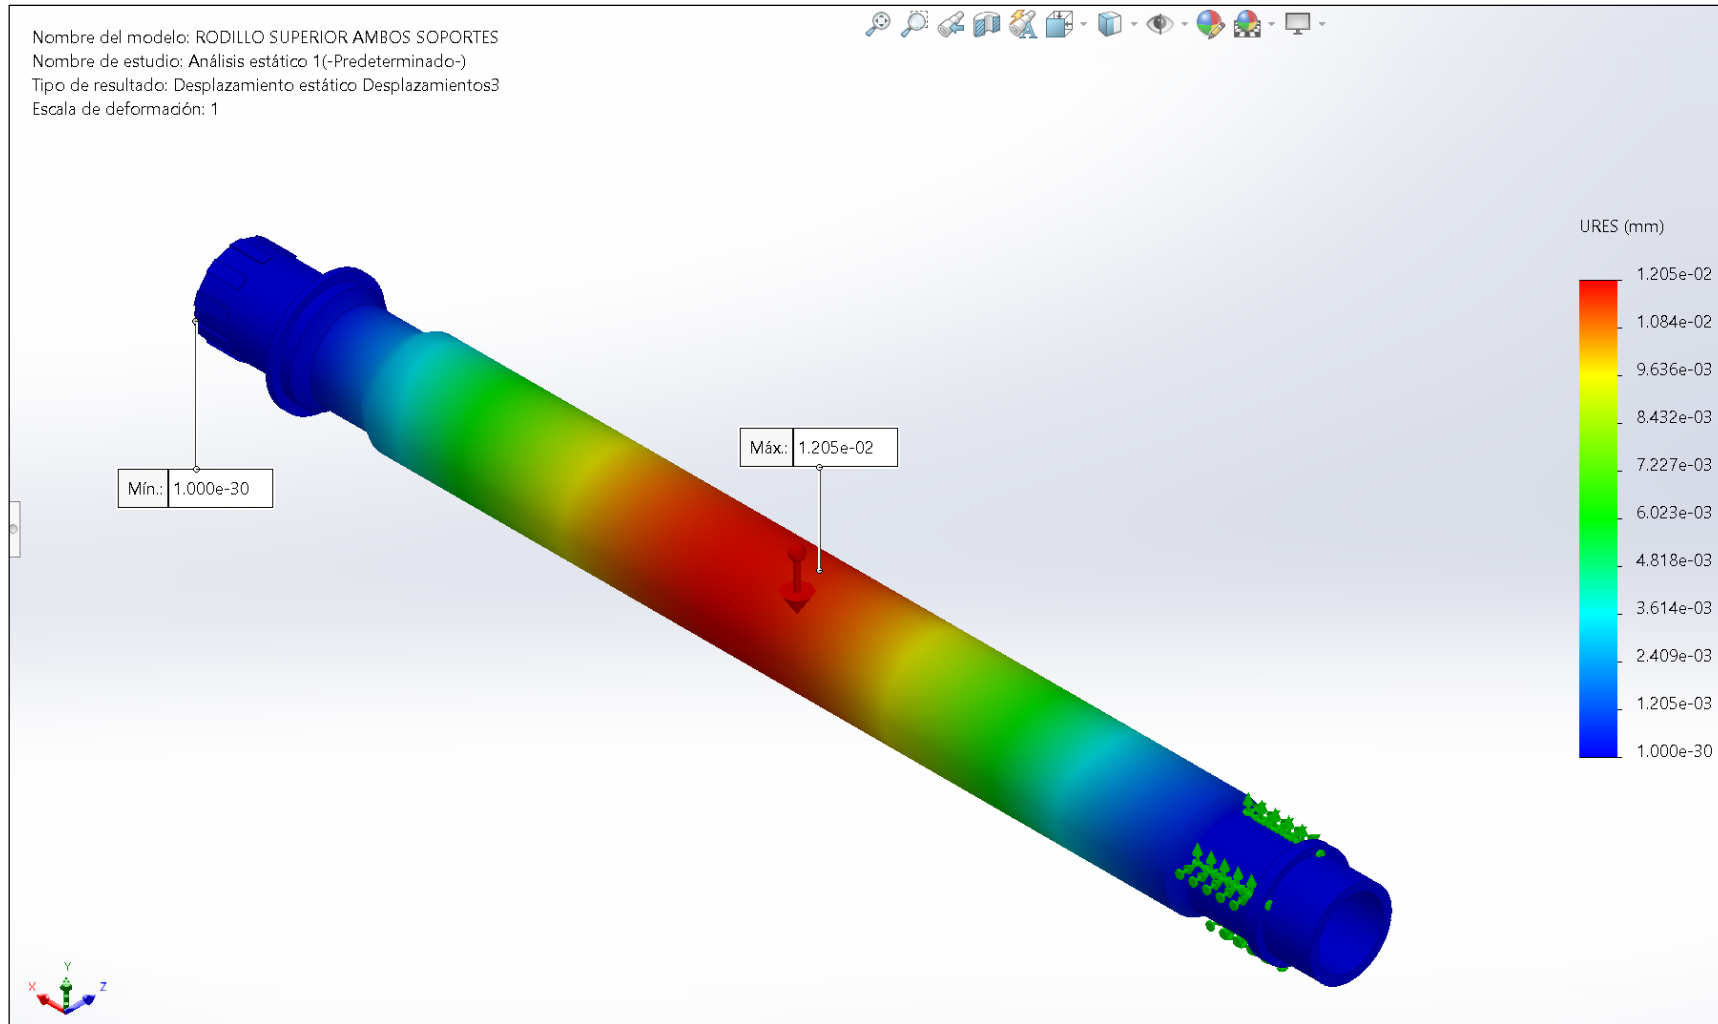 Nombre del modelo: RODILLO SUPERIOR AMBOS SOPORTES
Nombre de estudio: Análisis estático 1(-Predeterminado-)
Tipo de resultado: Desplazamiento estático Desplazamientos3
Escala de deformación: 1
URES (mm)
1.205e-02
1.084e-02
9.636e-03
8.432e-03
7.227e-03
6.023e-03
4.818e-03
3.614e-03
2.409e-03
1.205e-03
1.000e-30
Máx.: 1.205e-02
Mín.: 1.000e-30
Y
X
Z